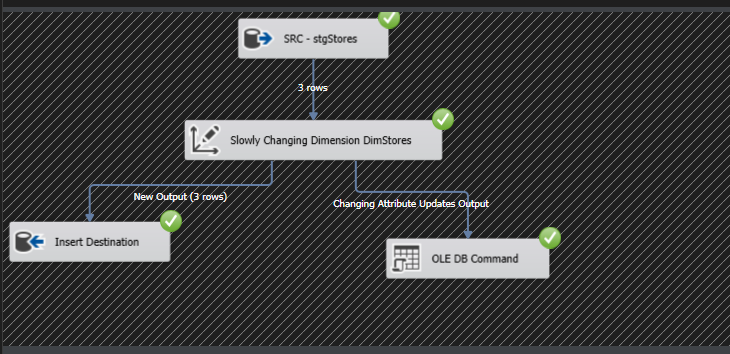 SRC - stgStores
3 rows
Slowly Changing Dimension DimStores
New Output (3 rows)
Changing Attribute Updates Output
Insert Destination
OLE DB Command